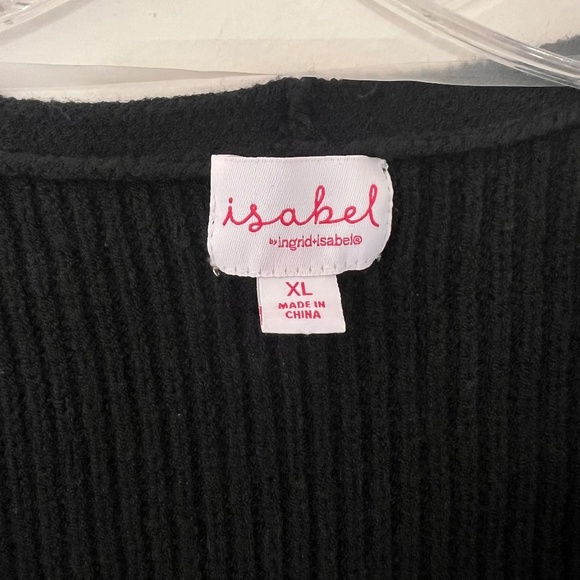 isabel
by ingrid+isabel®
XL
MADE IN
CHINA